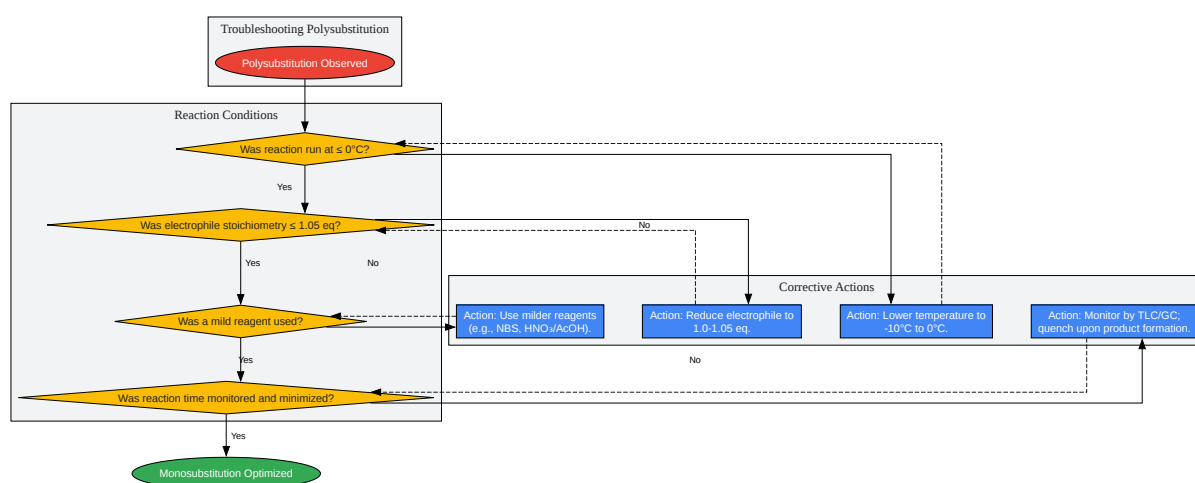 Troubleshooting Polysubstitution
Polysubstitution Observed
Reaction Conditions
Was reaction run at ≤ 0°C?
Yes
Was electrophile stoichiometry ≤ 1.05 eq?
No
Yes
No
Corrective Actions
Action: Use milder reagents
(e.g., NBS, HNO₃/AcOH).
Action: Reduce electrophile to
1.0-1.05 eq.
Action: Lower temperature to
-10°C to 0°C.
Action: Monitor by TLC/GC;
quench upon product formation.
Was a mild reagent used?
Yes
No
Was reaction time monitored and minimized?
Yes
Monosubstitution Optimized